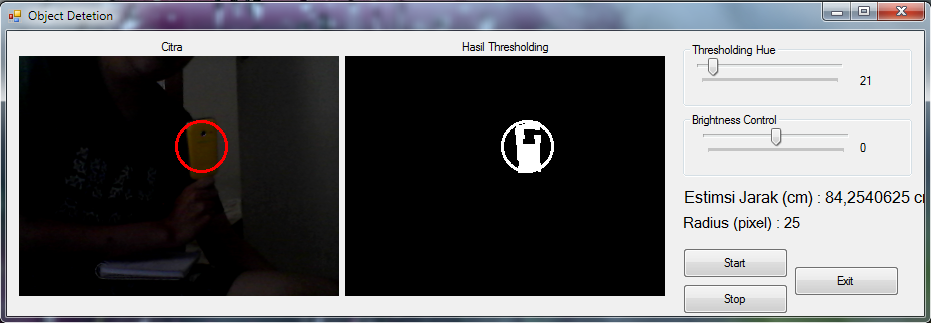 Object Detetion
Citra
Hasil Thresholding
Thresholding Hue
21
Brightness Control
0
Estimsi Jarak (cm) : 84,2540625 c
Radius (pixel) : 25
Start
Stop
Exit